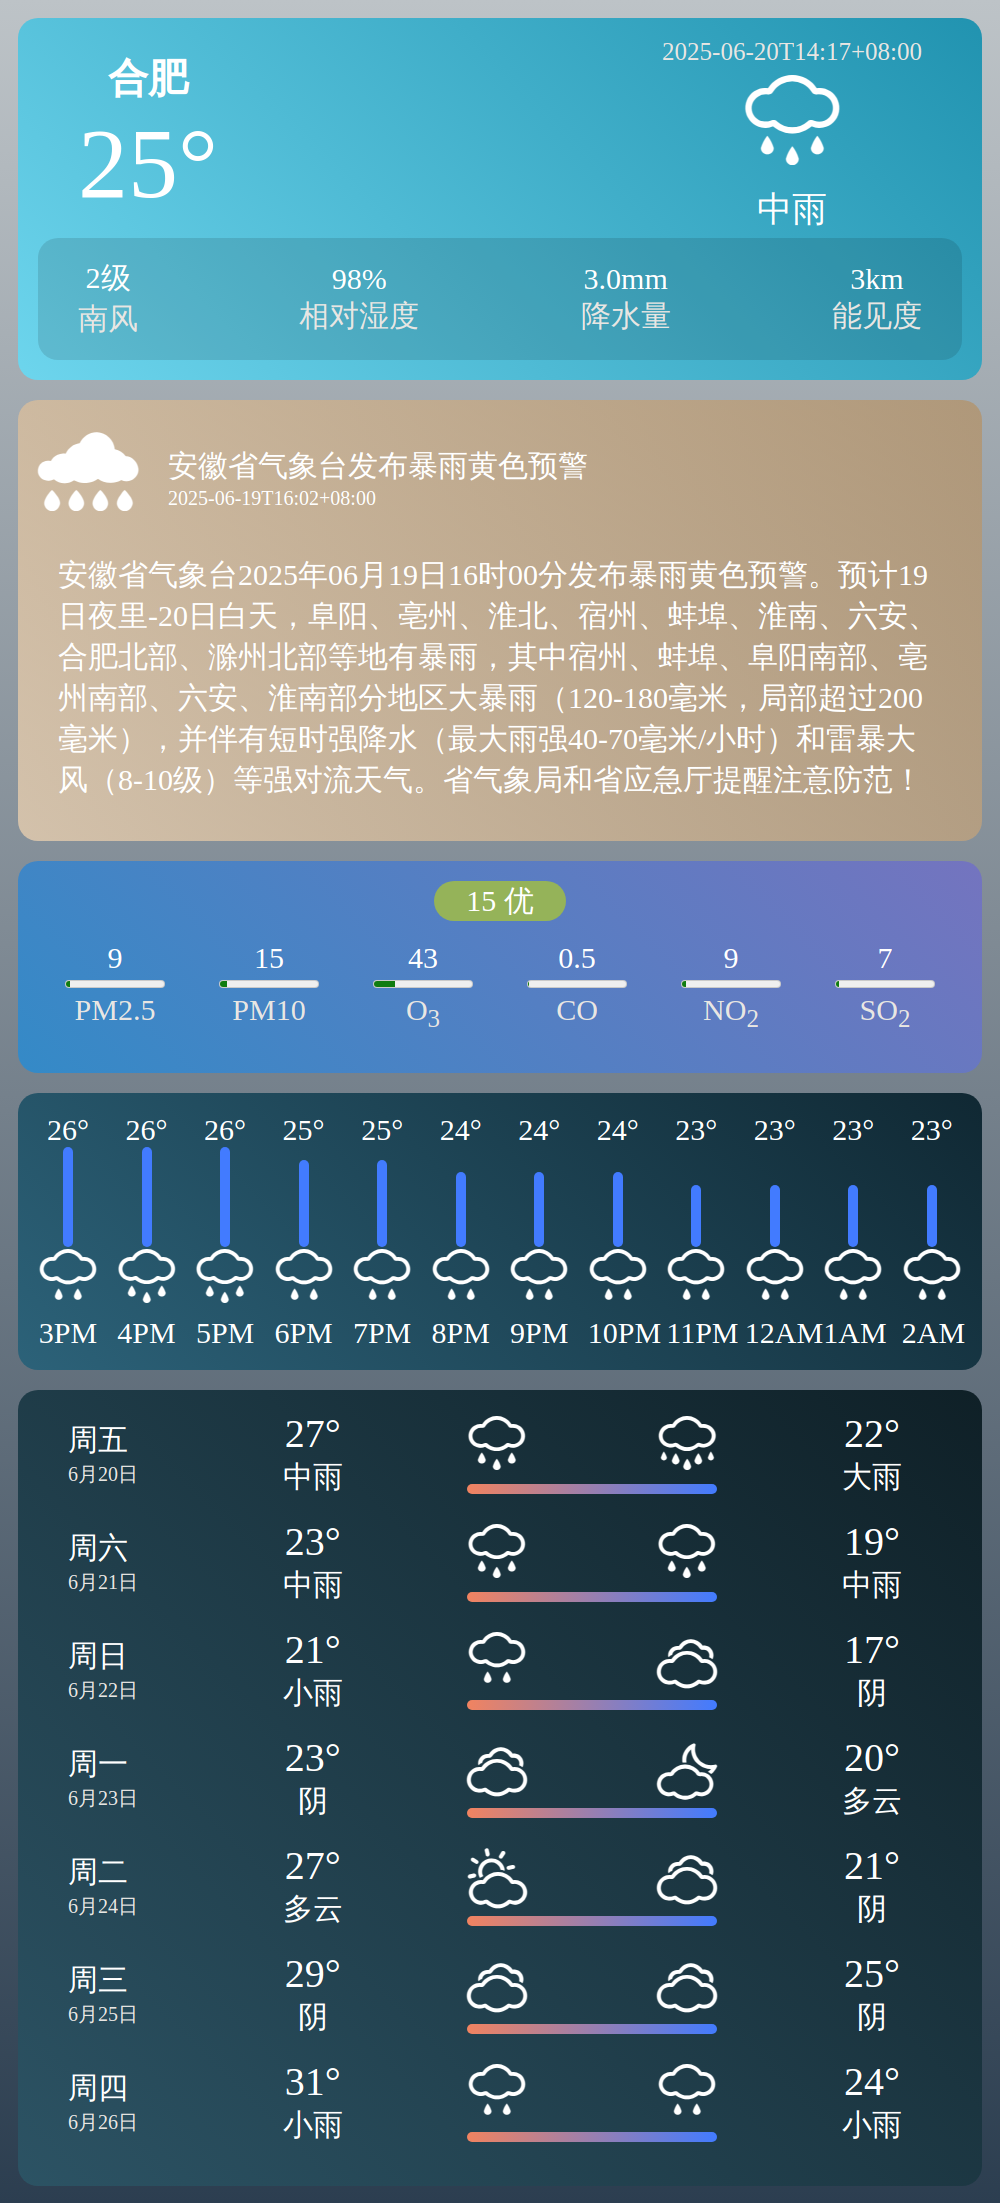 2025-06-20T14:17+08:00
合肥
25°
中雨
2级 98% 3.0mm 3km
南风 相对湿度 降水量 能见度
安徽省气象台发布暴雨黄色预警
2025-06-19T16:02+08:00
安徽省气象台2025年06月19日16时00分发布暴雨黄色预警。预计19
日夜里-20日白天，阜阳、亳州、淮北、宿州、蚌埠、淮南、六安、
合肥北部、滁州北部等地有暴雨，其中宿州、蚌埠、阜阳南部、亳
州南部、六安、淮南部分地区大暴雨（120-180毫米，局部超过200
毫米），并伴有短时强降水（最大雨强40-70毫米/小时）和雷暴大
风（8-10级）等强对流天气。省气象局和省应急厅提醒注意防范！
15 优
9 15 43 0.5 9 7
PM2.5 PM10 O3 CO NO2 SO2
26° 26° 26° 25° 25° 24° 24° 24° 23° 23° 23° 23°
3PM 4PM 5PM 6PM 7PM 8PM 9PM 10PM 11PM 12AM 1AM 2AM
周五 27° 22°
6月20日 中雨 大雨
周六 23° 19°
6月21日 中雨 中雨
周日 21° 17°
6月22日 小雨 阴
周一 23° 20°
6月23日 阴 多云
周二 27° 21°
6月24日 多云 阴
周三 29° 25°
6月25日 阴 阴
周四 31° 24°
6月26日 小雨 小雨